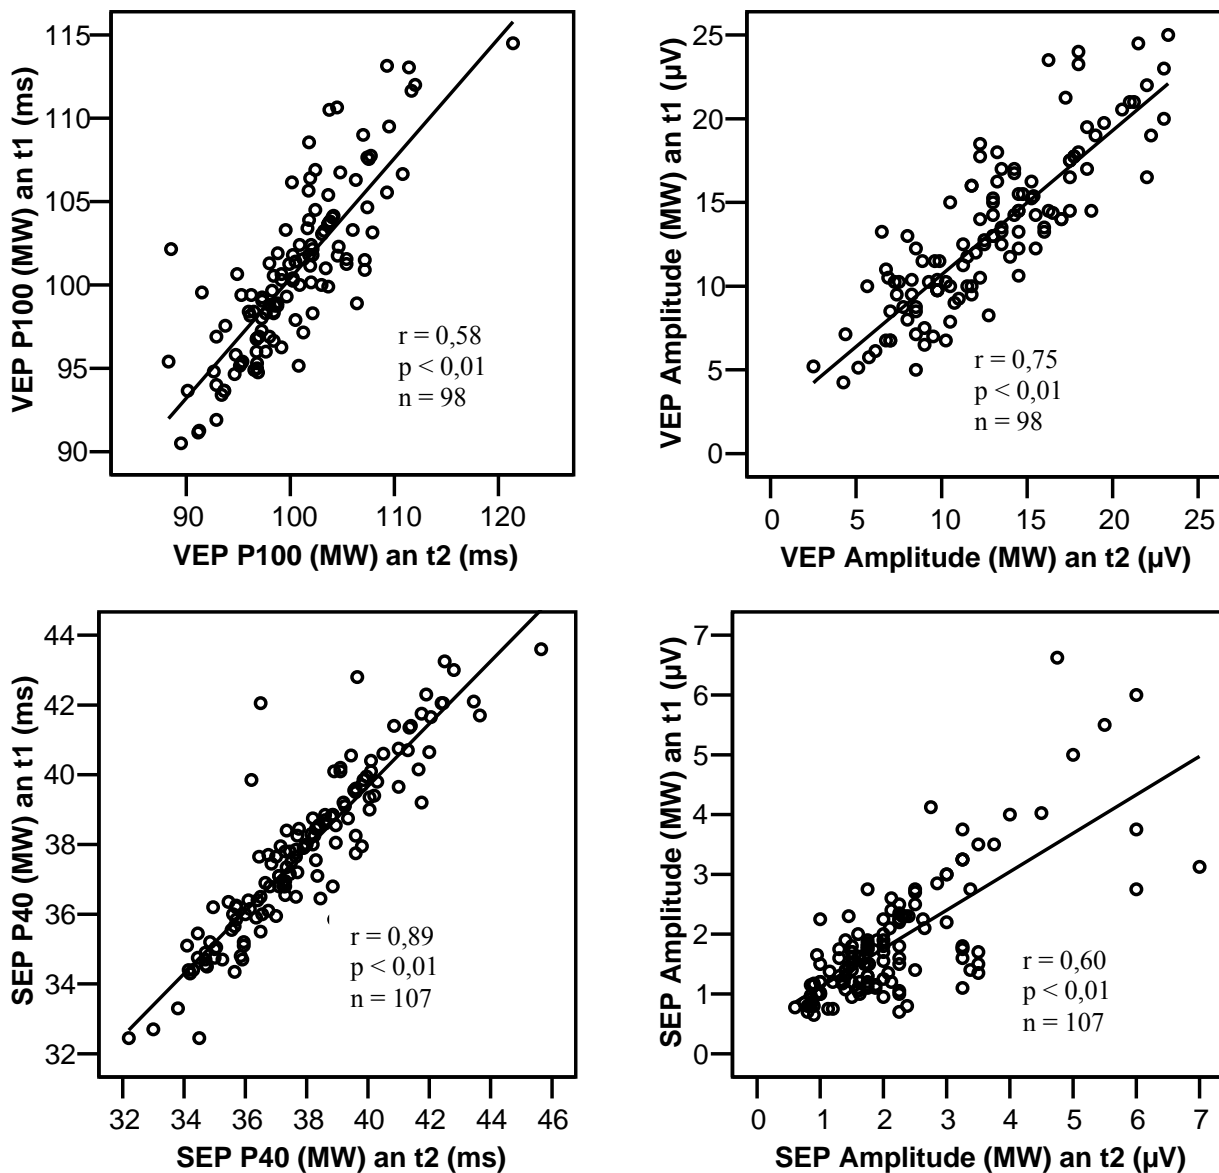 115
110
105
100
95
90
VEP P100 (MW) an t1 (ms)
r = 0,58
p < 0,01
n = 98
90 100 110 120
VEP P100 (MW) an t2 (ms)
25
20
15
10
5
0
VEP Amplitude (MW) an t1 (µV)
r = 0,75
p < 0,01
n = 98
0 5 10 15 20 25
VEP Amplitude (MW) an t2 (µV)
44
42
40
38
36
34
32
SEP P40 (MW) an t1 (ms)
r = 0,89
p < 0,01
n = 107
32 34 36 38 40 42 44 46
SEP P40 (MW) an t2 (ms)
7
6
5
4
3
2
1
0
SEP Amplitude (MW) an t1 (µV)
r = 0,60
p < 0,01
n = 107
0 1 2 3 4 5 6 7
SEP Amplitude (MW) an t2 (µV)